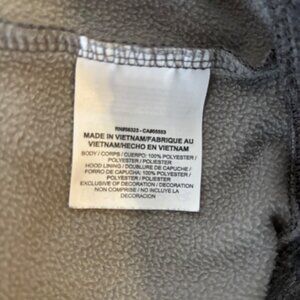 RN#56323 - CA#05553
MADE IN VIETNAM/FABRIQUE AU
VIETNAM/HECHO EN VIETNAM
BODY / CORPS / CUERPO: 100% POLYESTER /
POLYESTER / POLIESTER
HOOD LINING / DOUBLURE DE CAPUCHE /
FORRO DE CAPUCHA: 100% POLYESTER /
POLYESTER / POLIESTER
EXCLUSIVE OF DECORATION / DECORATION
NON COMPRISE / NO INCLUYE LA
DECORACION